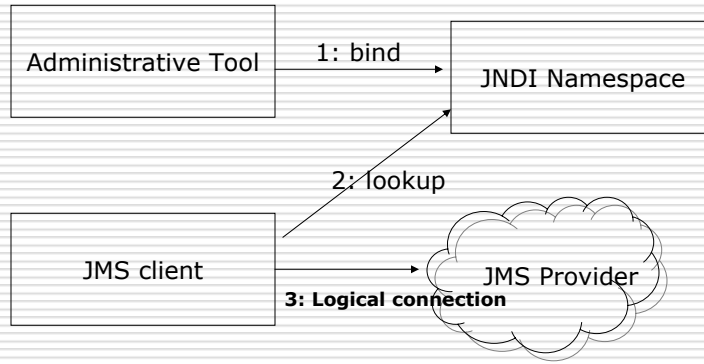 Administrative Tool
1: bind
JNDI Namespace
2: lookup
JMS client
JMS Provider
3: Logical connection